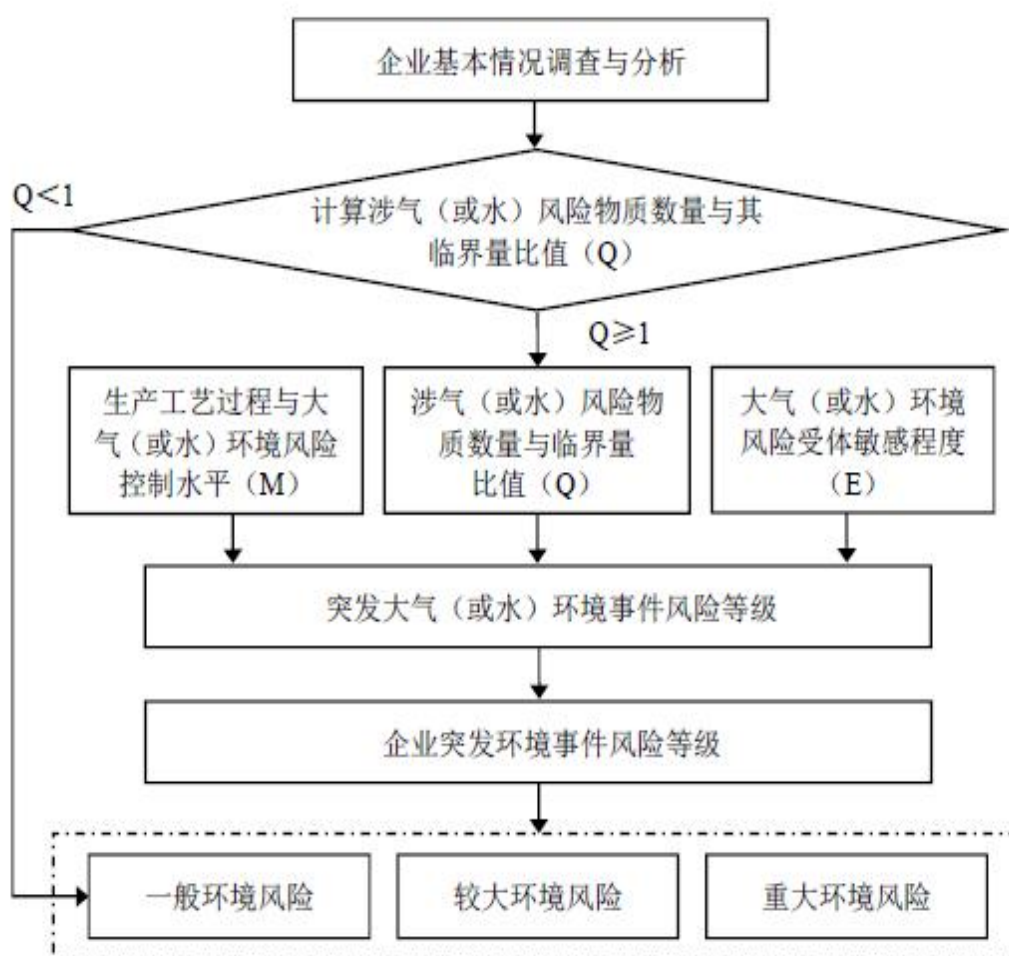 企业基本情况调查与分析
Q＜1
计算涉气（或水）风险物质数量与其
临界量比值（Q）
Q≥1
生产工艺过程与大
气（或水）环境风险
控制水平（M）
涉气（或水）风险物
质数量与临界量
比值（Q）
大气（或水）环境
风险受体敏感程度
（E）
突发大气（或水）环境事件风险等级
企业突发环境事件风险等级
一般环境风险
较大环境风险
重大环境风险